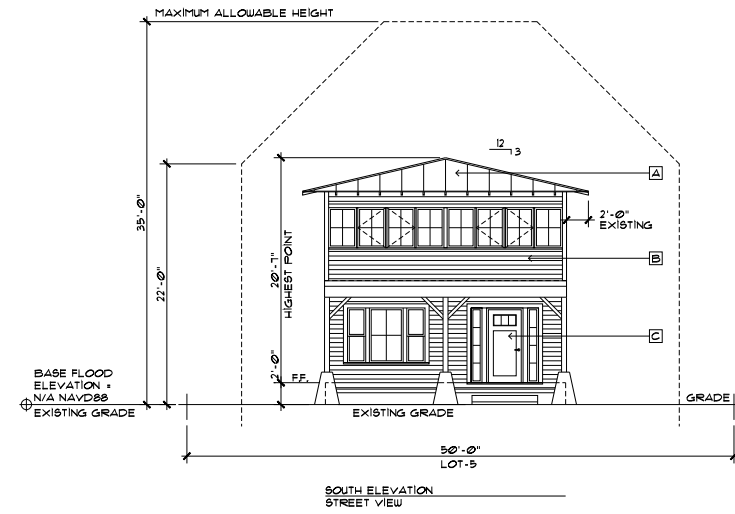 MAXIMUM ALLOWABLE HEIGHT
12
3
A
35'-0"
2'-0"
EXISTING
22'-0"
20'-7"
HIGHEST POINT
B
C
2'-0"
F.F.
BASE FLOOD
ELEVATION =
N/A NAVD88
EXISTING GRADE
EXISTING GRADE
GRADE
50'-0"
LOT-5
SOUTH ELEVATION
STREET VIEW